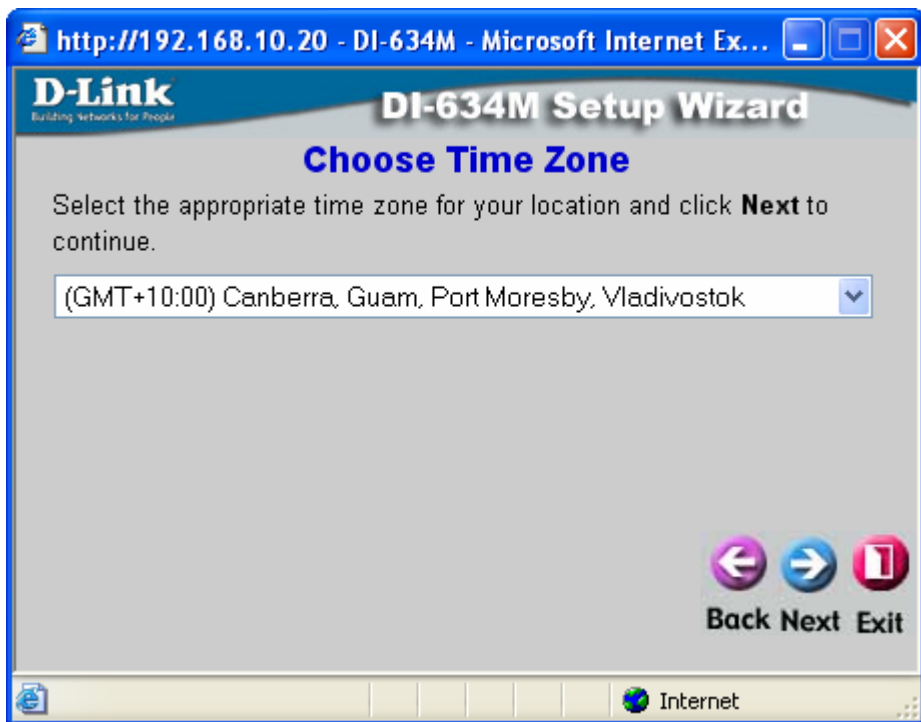 http://192.168.10.20 - DI-634M - Microsoft Internet Ex...
D-Link
Building Networks for People
DI-634M Setup Wizard
Choose Time Zone
Select the appropriate time zone for your location and click Next to
continue.
(GMT+10:00) Canberra, Guam, Port Moresby, Vladivostok
Back Next Exit
Internet